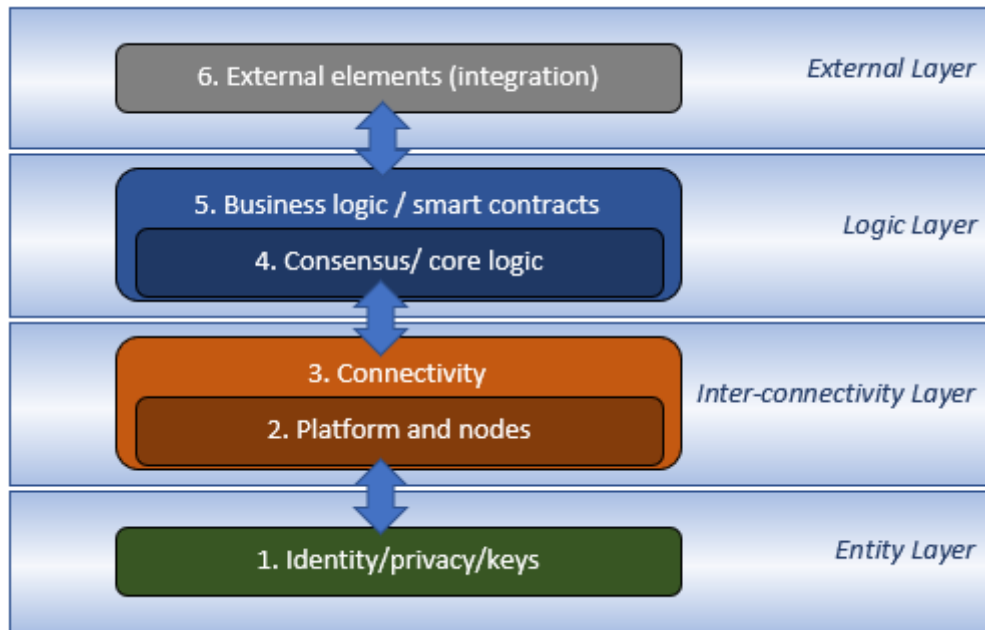 6. External elements (integration)
External Layer
5. Business logic / smart contracts
Logic Layer
4. Consensus/ core logic
3. Connectivity
Inter-connectivity Layer
2. Platform and nodes
1. Identity/privacy/keys
Entity Layer